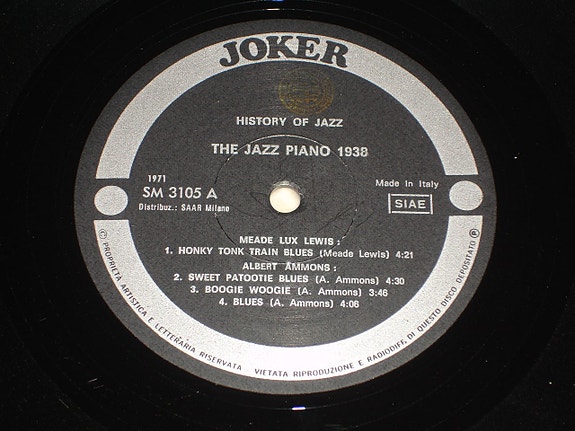 JOKER
HISTORY OF JAZZ
THE JAZZ PIANO 1938
1971
SM 3105 A
Distribuz.: SAAR Milano
Made in Italy
SIAE
MEADE LUX LEWIS :
1. HONKY TONK TRAIN BLUES (Meade Lewis) 4:21
ALBERT AMMONS :
2. SWEET PATOOTIE BLUES (A. Ammons) 4:30
3. BOOGIE WOOGIE (A. Ammons) 3:46
4. BLUES (A. Ammons) 4:06
© PROPRIETÀ ARTISTICA E LETTERARIA RISERVATA VIETATA RIPRODUZIONE E RADIODIFF. DI QUESTO DISCO DEPOSITATO ℗